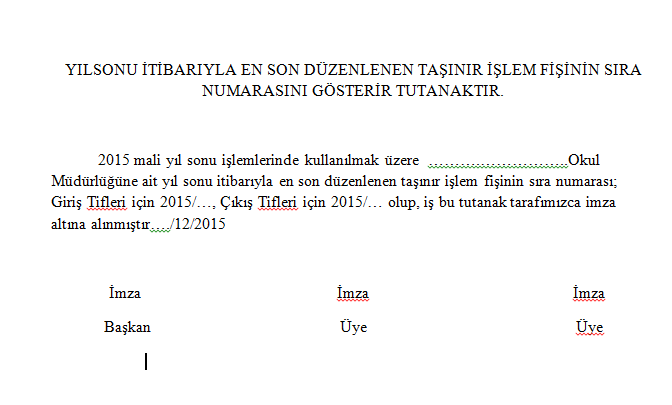 YILSONU İTİBARIYLA EN SON DÜZENLENEN TAŞINIR İŞLEM FİŞİNİN SIRA
NUMARASINI GÖSTERİR TUTANAKTIR.
2015 mali yıl sonu işlemlerinde kullanılmak üzere ............................Okul
Müdürlüğüne ait yıl sonu itibarıyla en son düzenlenen taşınır işlem fişinin sıra numarası;
Giriş Tifleri için 2015/…, Çıkış Tifleri için 2015/… olup, iş bu tutanak tarafımızca imza
altına alınmıştır..../12/2015
İmza İmza İmza
Başkan Üye Üye